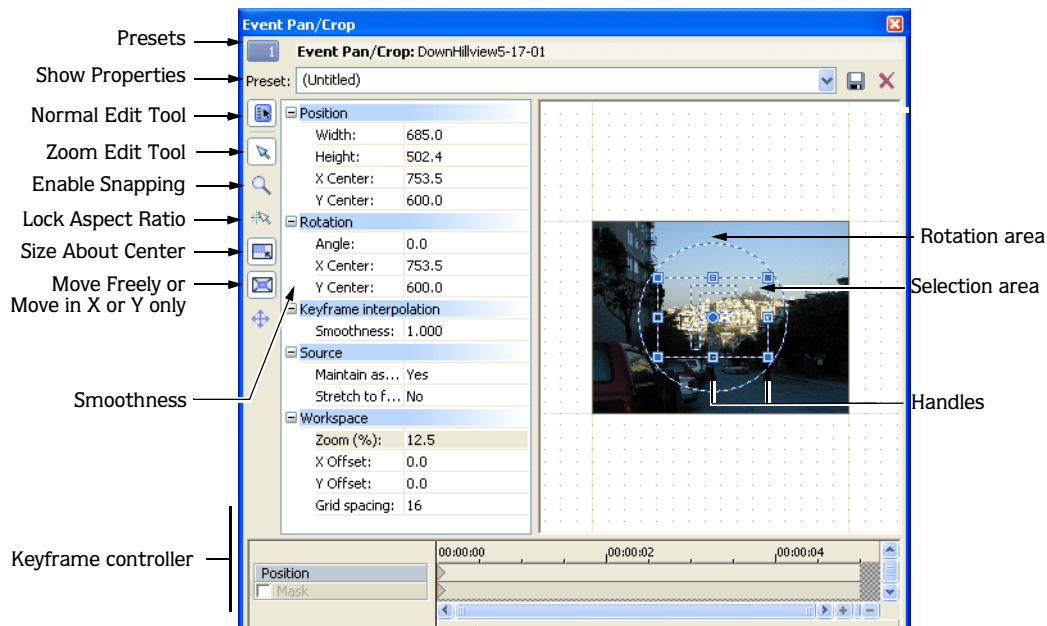 Event Pan/Crop
Presets
1
Event Pan/Crop: DownHillview5-17-01
Show Properties
Preset: (Untitled)
Normal Edit Tool
Zoom Edit Tool
Enable Snapping
Lock Aspect Ratio
Size About Center
Move Freely or
Move in X or Y only
Smoothness
Keyframe controller
Position
Width: 685.0
Height: 502.4
X Center: 753.5
Y Center: 600.0
Rotation
Angle: 0.0
X Center: 753.5
Y Center: 600.0
Keyframe interpolation
Smoothness: 1.000
Source
Maintain as... Yes
Stretch to f... No
Workspace
Zoom (%): 12.5
X Offset: 0.0
Y Offset: 0.0
Grid spacing: 16
Rotation area
Selection area
Handles
00:00:00 00:00:02 00:00:04
Position
Mask